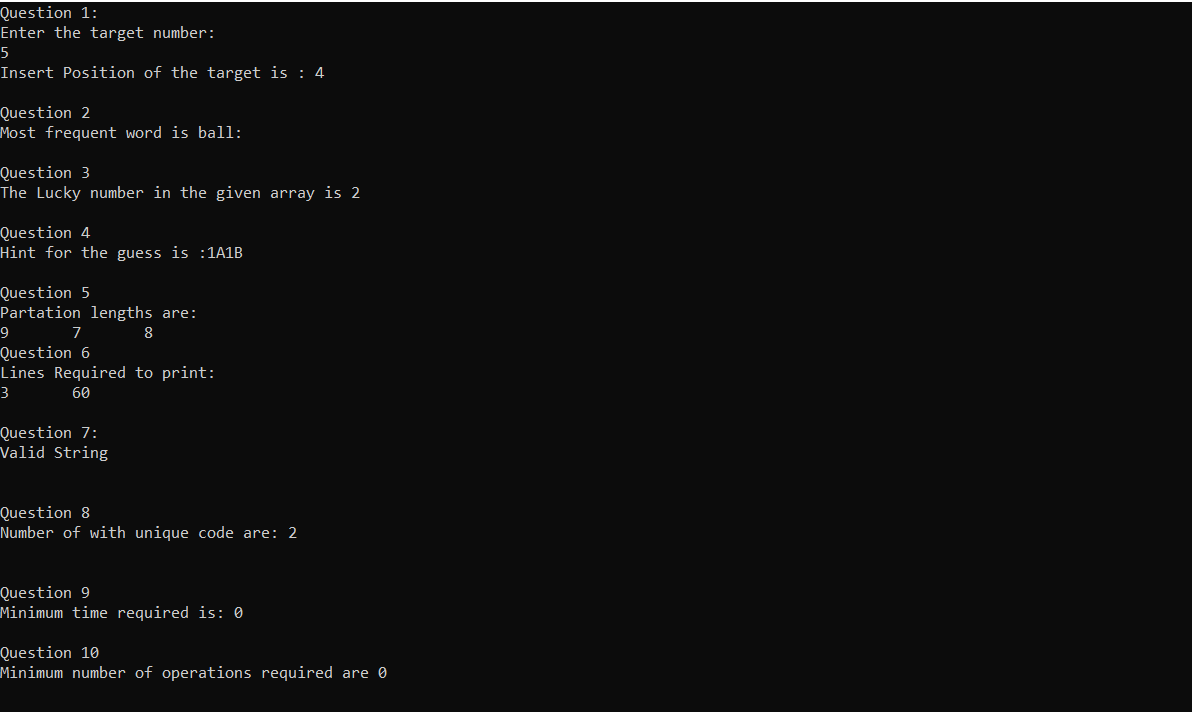 Question 1:
Enter the target number:
5
Insert Position of the target is : 4
Question 2
Most frequent word is ball:
Question 3
The Lucky number in the given array is 2
Question 4
Hint for the guess is :1A1B
Question 5
Partation lengths are:
9 7 8
Question 6
Lines Required to print:
3 60
Question 7:
Valid String
Question 8
Number of with unique code are: 2
Question 9
Minimum time required is: 0
Question 10
Minimum number of operations required are 0